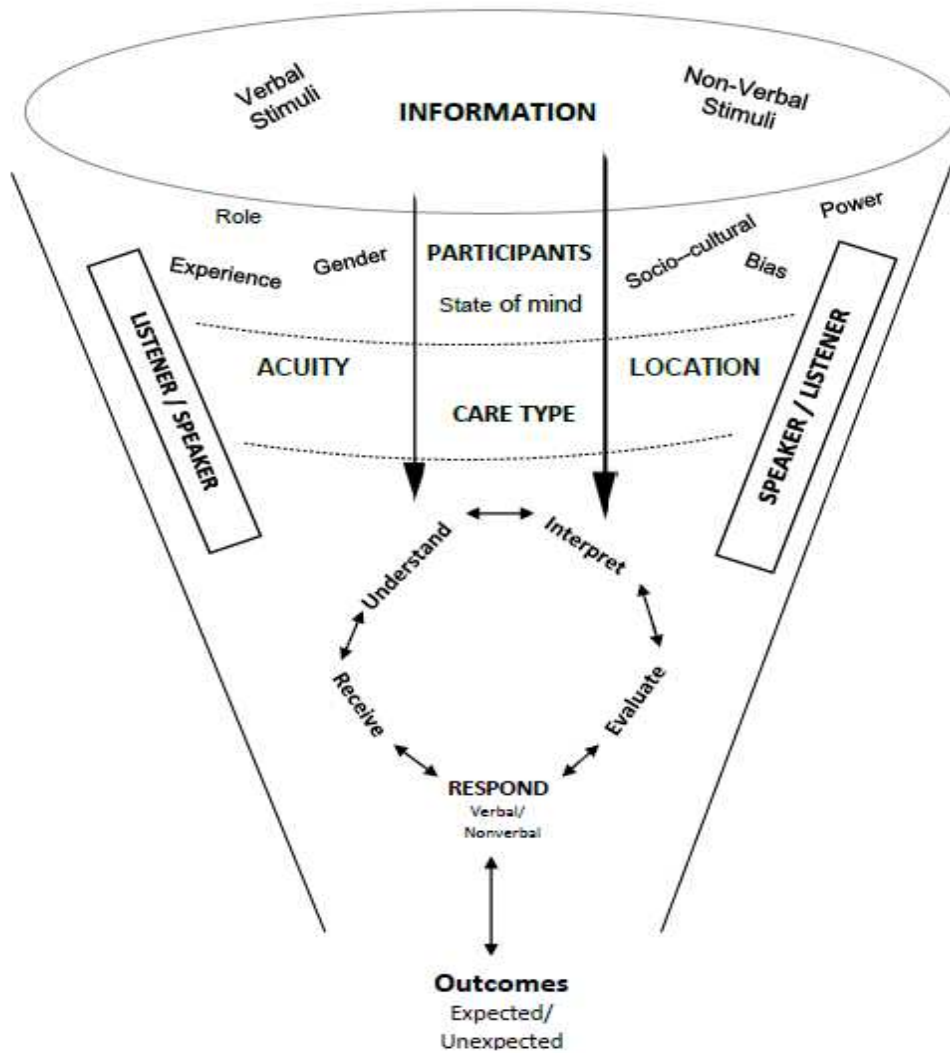 Verbal
Stimuli
INFORMATION
Non-Verbal
Stimuli
Role
Experience
Gender
PARTICIPANTS
State of mind
Socio–cultural
Bias
Power
LISTENER / SPEAKER
SPEAKER / LISTENER
ACUITY
LOCATION
CARE TYPE
Understand
Interpret
Receive
Evaluate
RESPOND
Verbal/
Nonverbal
Outcomes
Expected/
Unexpected